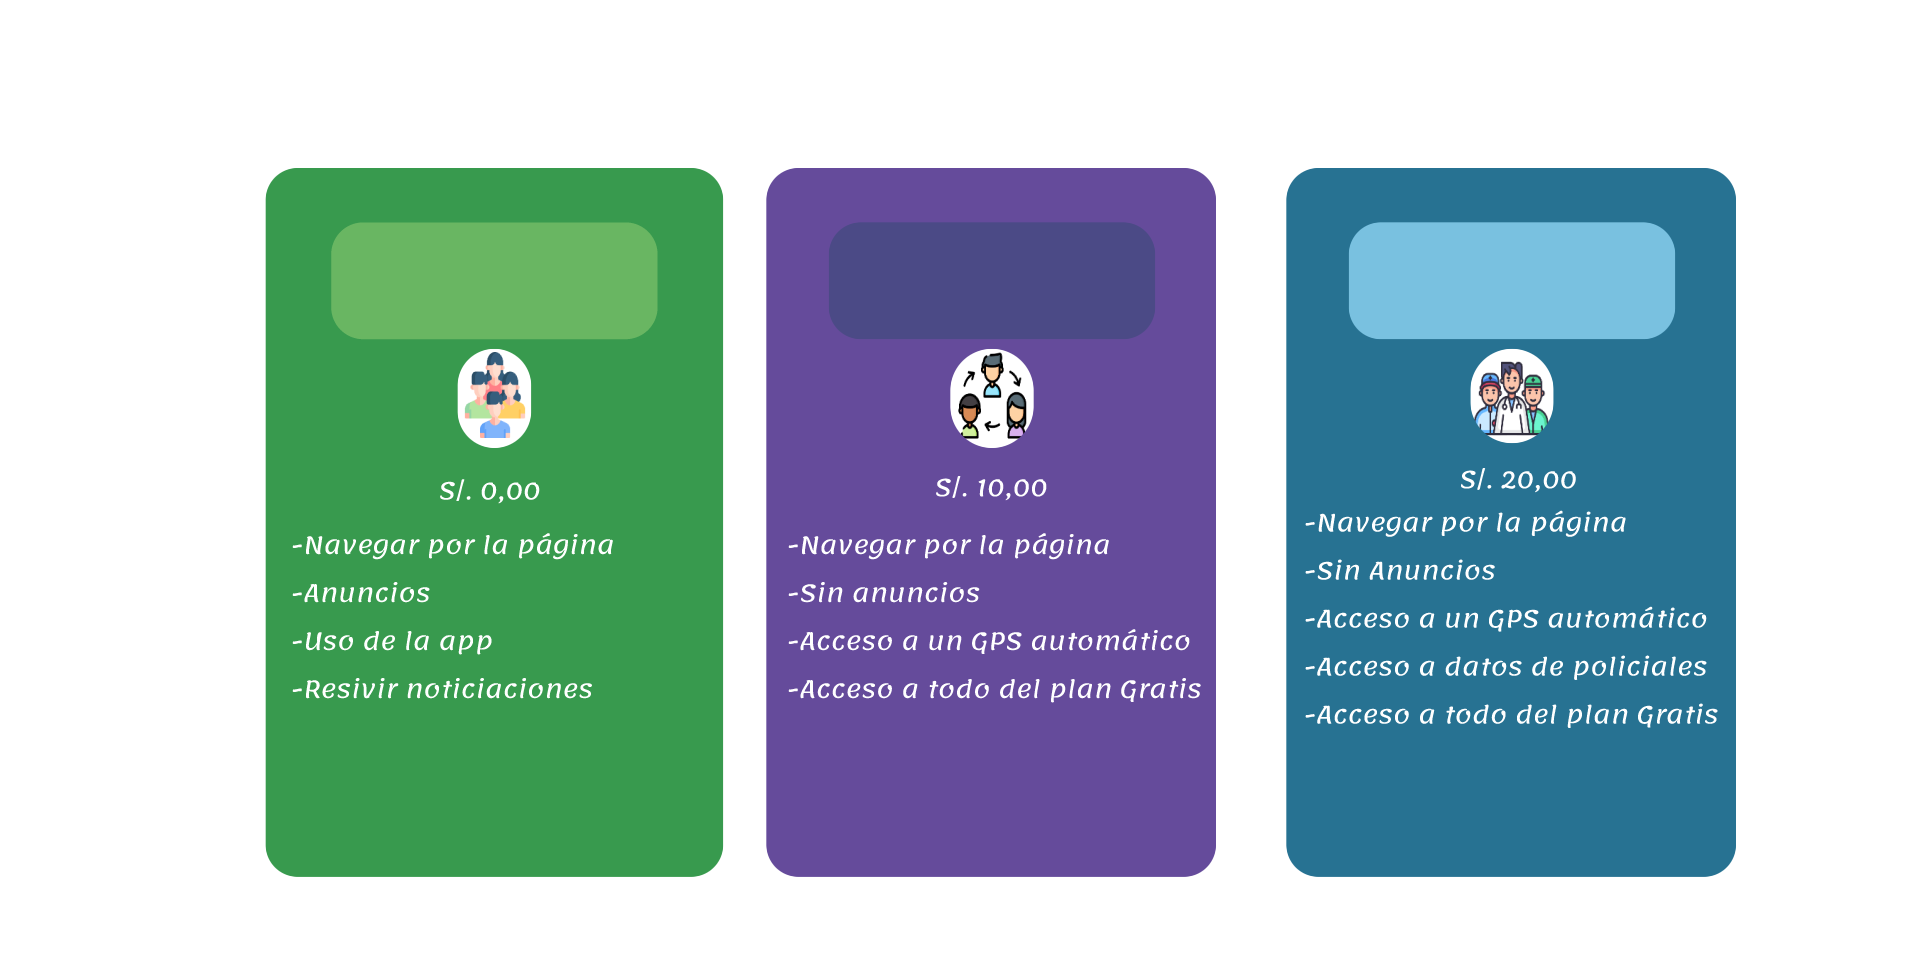 S/. 0,00
-Navegar por la página
-Anuncios
-Uso de la app
-Resivir noticiaciones
S/. 10,00
-Navegar por la página
-Sin anuncios
-Acceso a un GPS automático
-Acceso a todo del plan Gratis
S/. 20,00
-Navegar por la página
-Sin Anuncios
-Acceso a un GPS automático
-Acceso a datos de policiales
-Acceso a todo del plan Gratis